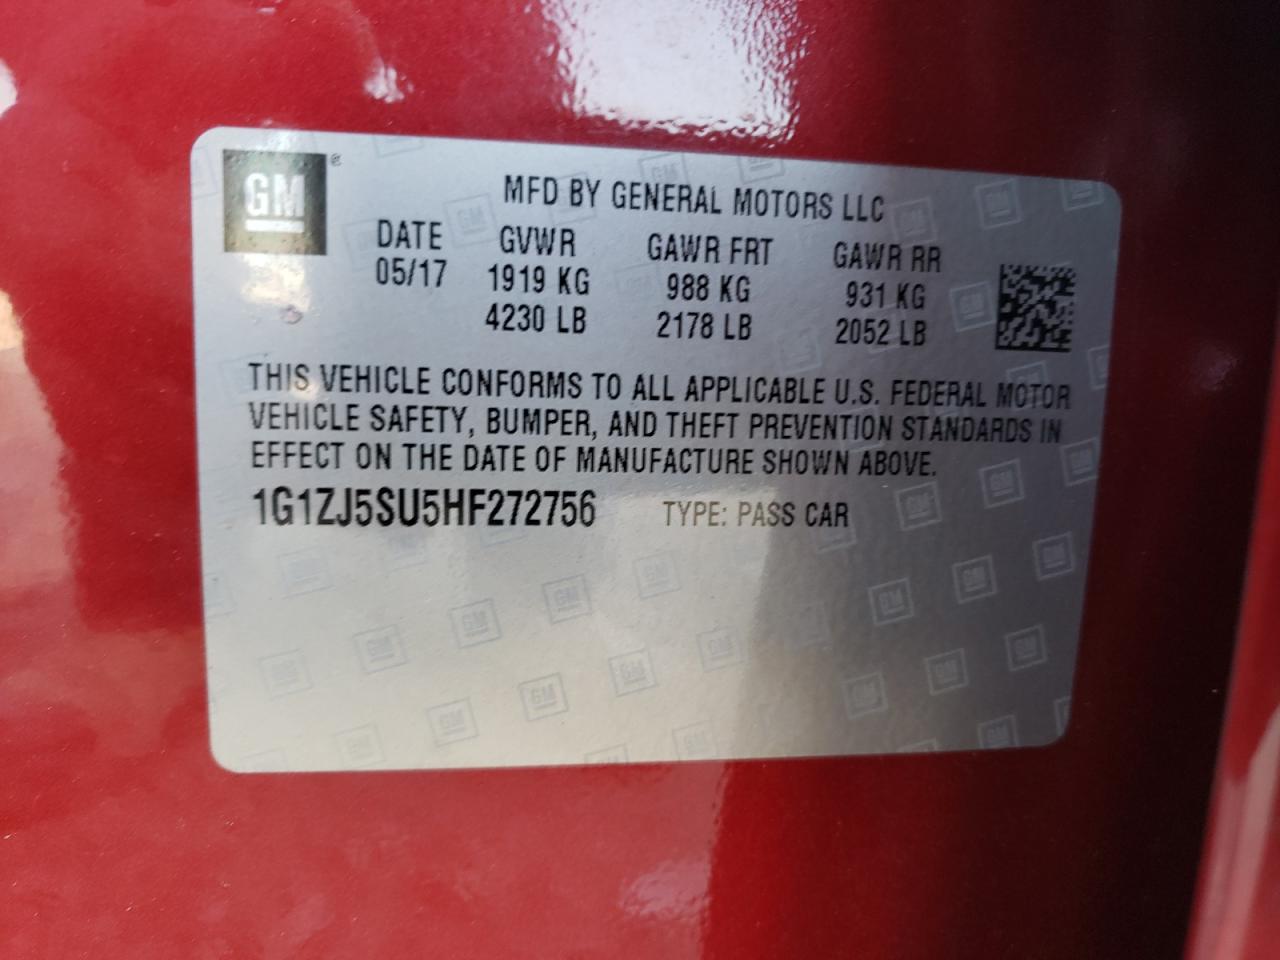 GM®
MFD BY GENERAL MOTORS LLC
DATE GVWR GAWR FRT GAWR RR
05/17 1919 KG 988 KG 931 KG
4230 LB 2178 LB 2052 LB
THIS VEHICLE CONFORMS TO ALL APPLICABLE U.S. FEDERAL MOTOR
VEHICLE SAFETY, BUMPER, AND THEFT PREVENTION STANDARDS IN
EFFECT ON THE DATE OF MANUFACTURE SHOWN ABOVE.
1G1ZJ5SU5HF272756 TYPE: PASS CAR